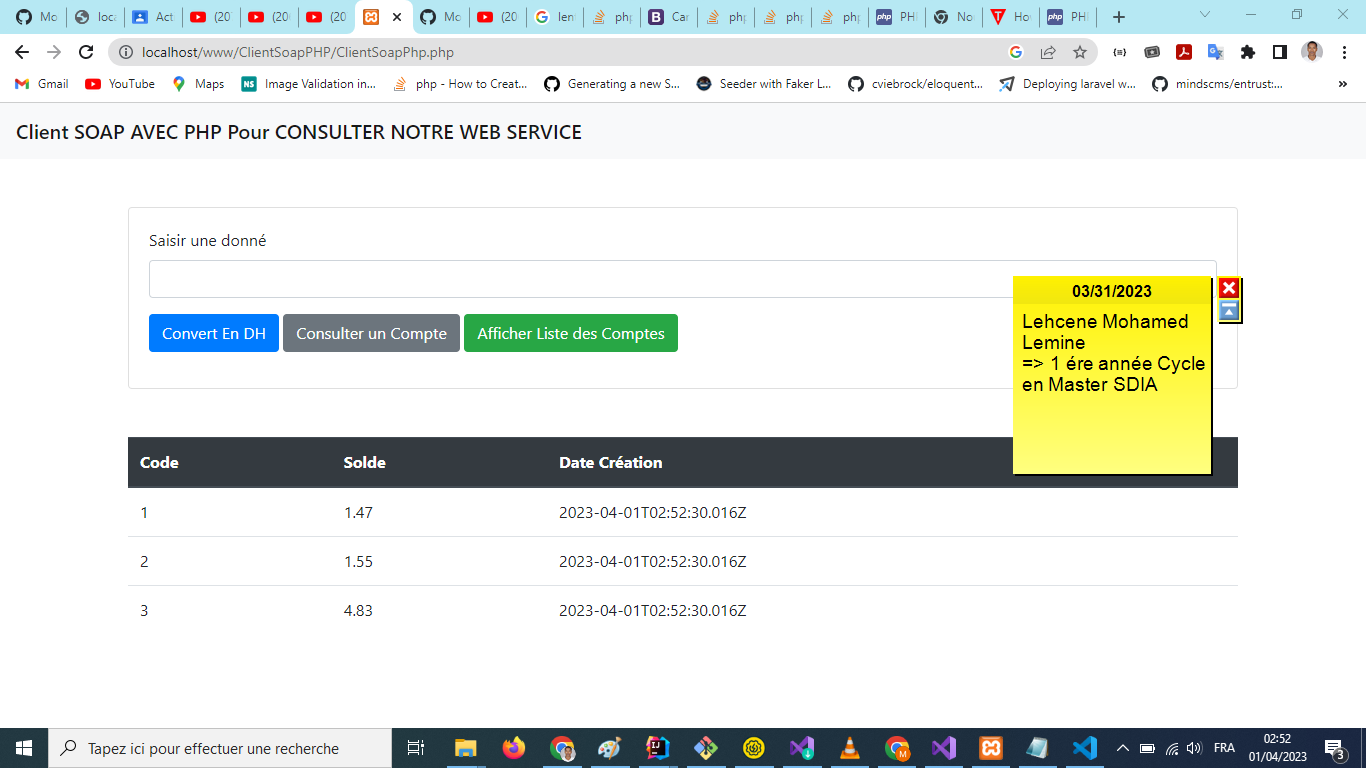 Mo
loca
Act
(20
(20
(20
Mo
(20
len
php
Car
php
php
php
PHI
No
Hov
PHI
localhost/www/ClientSoapPHP/ClientSoapPhp.php
Gmail
YouTube
Maps
Image Validation in...
php - How to Creat...
Generating a new S...
Seeder with Faker L...
cviebrock/eloquent...
Deploying laravel w...
mindscms/entrust:...
Client SOAP AVEC PHP Pour CONSULTER NOTRE WEB SERVICE
Saisir une donné
Convert En DH
Consulter un Compte
Afficher Liste des Comptes
03/31/2023
Lehcene Mohamed
Lemine
=> 1 ére année Cycle
en Master SDIA
Code Solde Date Création
1 1.47 2023-04-01T02:52:30.016Z
2 1.55 2023-04-01T02:52:30.016Z
3 4.83 2023-04-01T02:52:30.016Z
Tapez ici pour effectuer une recherche
FRA
02:52
01/04/2023
3